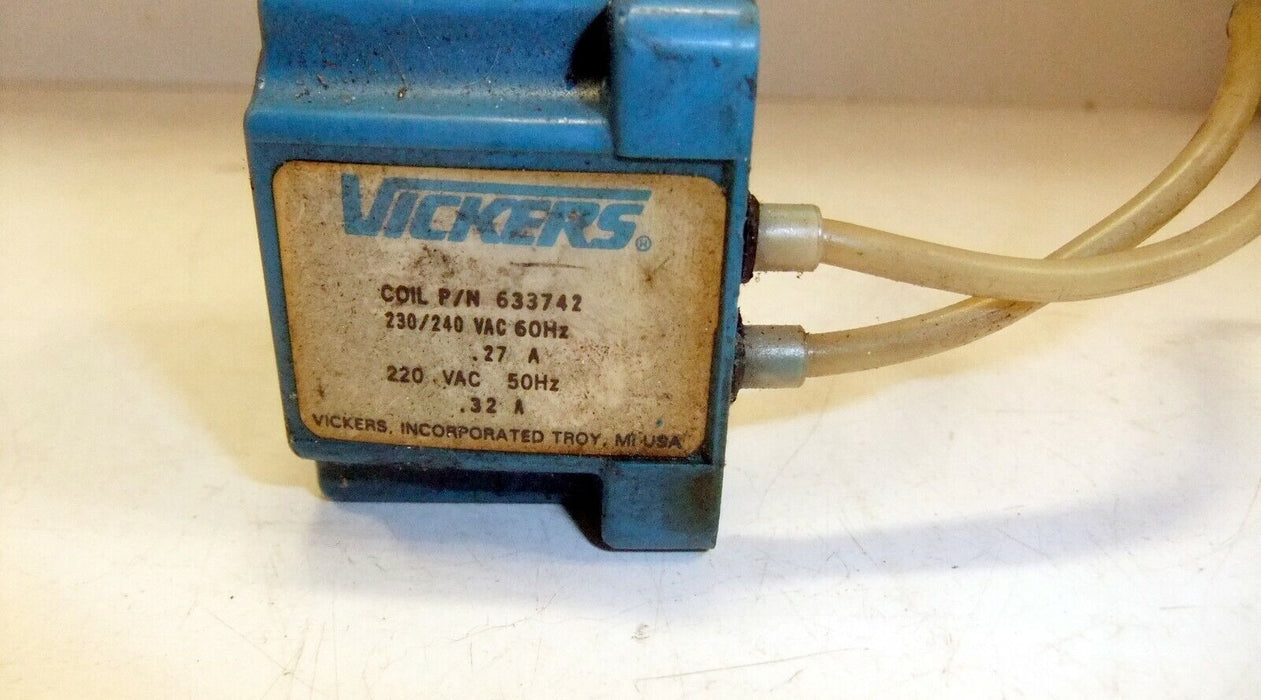 VICKERS®
COIL P/N 633742
230/240 VAC 60Hz
.27 A
220 VAC 50Hz
.32 A
VICKERS, INCORPORATED TROY, MI USA